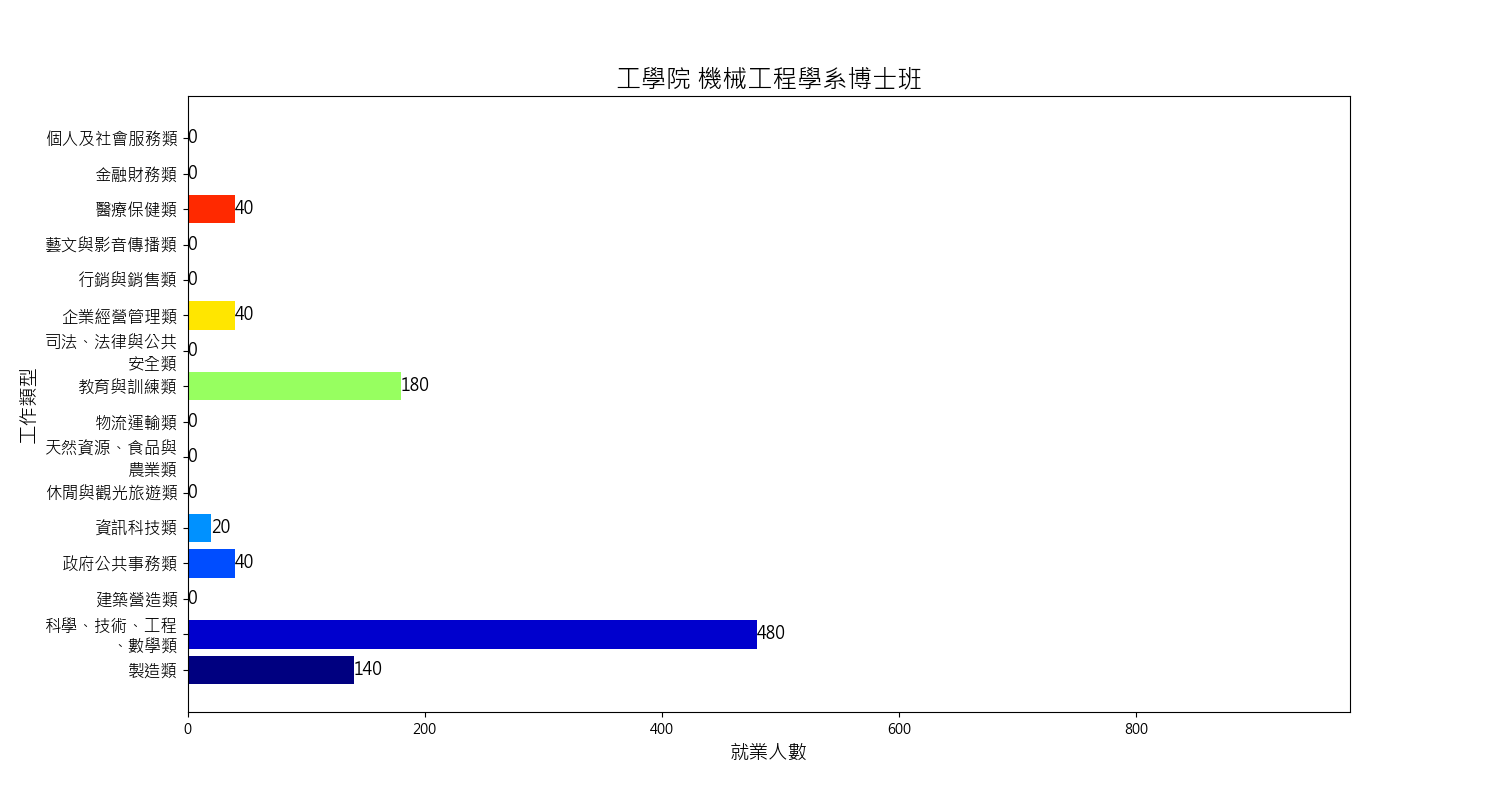 工學院 機械工程學系博士班
個人及社會服務類 0
金融財務類 0
醫療保健類 40
藝文與影音傳播類 0
行銷與銷售類 0
企業經營管理類 40
司法、法律與公共
安全類 0
教育與訓練類 180
物流運輸類 0
天然資源、食品與
農業類 0
休閒與觀光旅遊類 0
資訊科技類 20
政府公共事務類 40
建築營造類 0
科學、技術、工程
、數學類 480
製造類 140
工作類型
0 200 400 600 800
就業人數